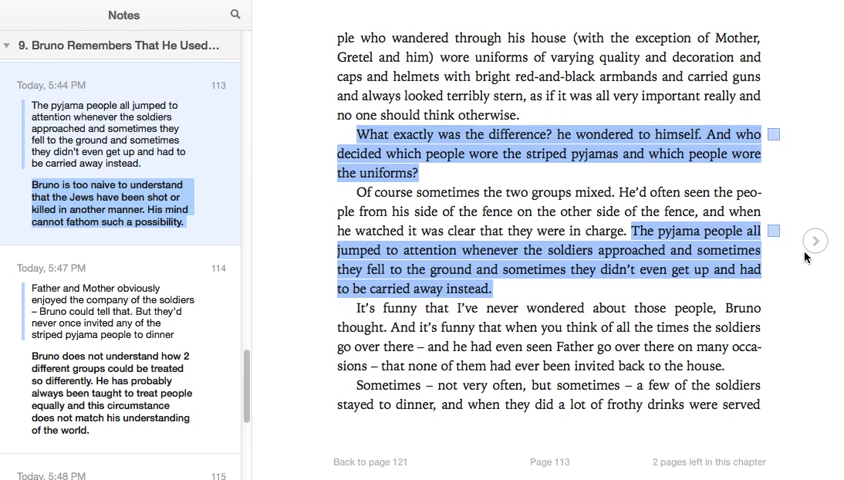 Notes
9. Bruno Remembers That He Used...
Today, 5:44 PM 113
The pyjama people all jumped to
attention whenever the soldiers
approached and sometimes they
fell to the ground and sometimes
they didn't even get up and had to
be carried away instead.
Bruno is too naive to understand
that the Jews have been shot or
killed in another manner. His mind
cannot fathom such a possibility.
Today, 5:47 PM 114
Father and Mother obviously
enjoyed the company of the soldiers
– Bruno could tell that. But they'd
never once invited any of the
striped pyjama people to dinner
Bruno does not understand how 2
different groups could be treated
so differently. He has probably
always been taught to treat people
equally and this circumstance
does not match his understanding
of the world.
Today, 5:48 PM 115
ple who wandered through his house (with the exception of Mother,
Gretel and him) wore uniforms of varying quality and decoration and
caps and helmets with bright red-and-black armbands and carried guns
and always looked terribly stern, as if it was all very important really and
no one should think otherwise.
What exactly was the difference? he wondered to himself. And who
decided which people wore the striped pyjamas and which people wore
the uniforms?
Of course sometimes the two groups mixed. He'd often seen the peo-
ple from his side of the fence on the other side of the fence, and when
he watched it was clear that they were in charge. The pyjama people all
jumped to attention whenever the soldiers approached and sometimes
they fell to the ground and sometimes they didn't even get up and had
to be carried away instead.
It's funny that I've never wondered about those people, Bruno
thought. And it's funny that when you think of all the times the soldiers
go over there – and he had even seen Father go over there on many occa-
sions – that none of them had ever been invited back to the house.
Sometimes – not very often, but sometimes – a few of the soldiers
stayed to dinner, and when they did a lot of frothy drinks were served
Back to page 121 Page 113 2 pages left in this chapter